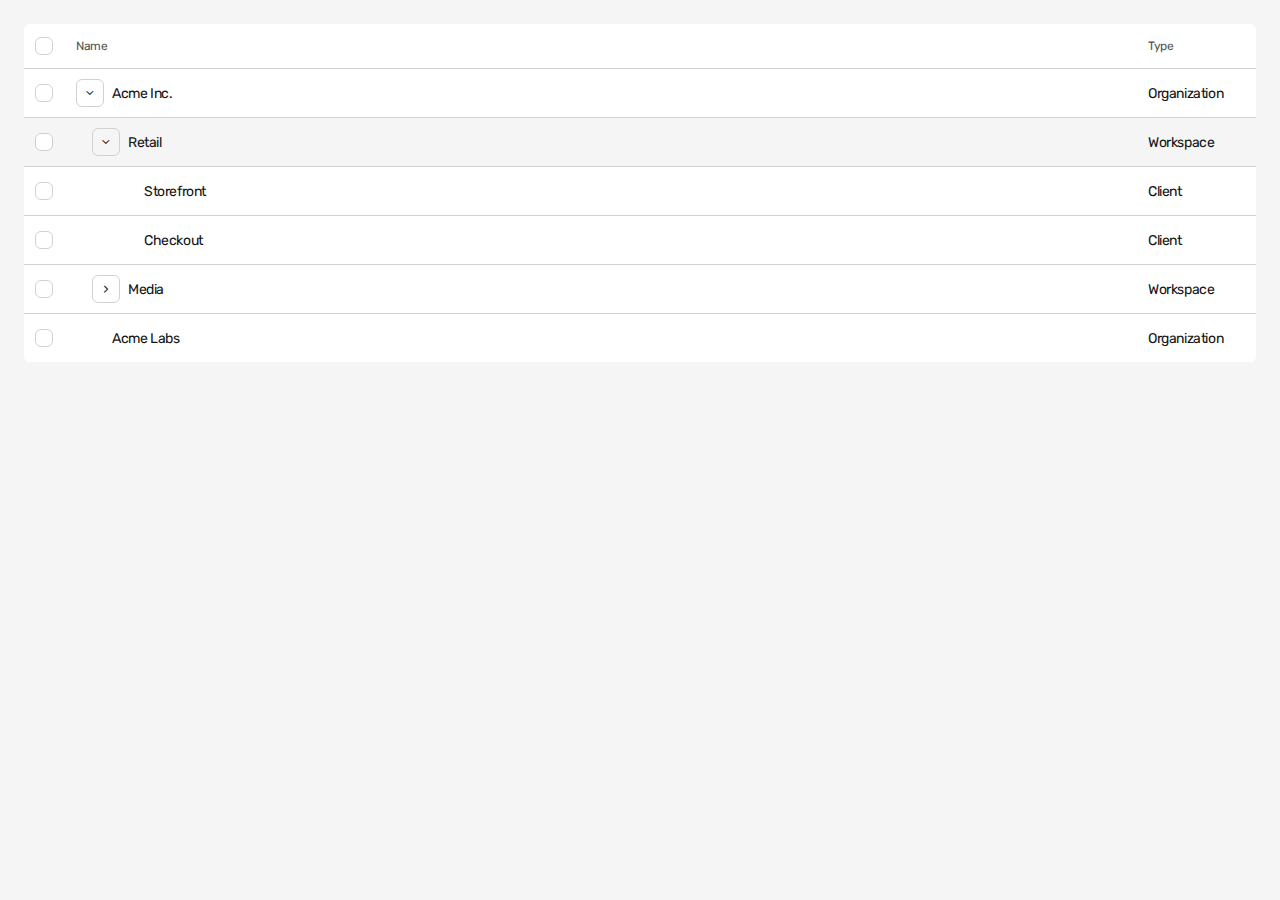 Name Type
Acme Inc. Organization
Retail Workspace
Storefront Client
Checkout Client
Media Workspace
Acme Labs Organization